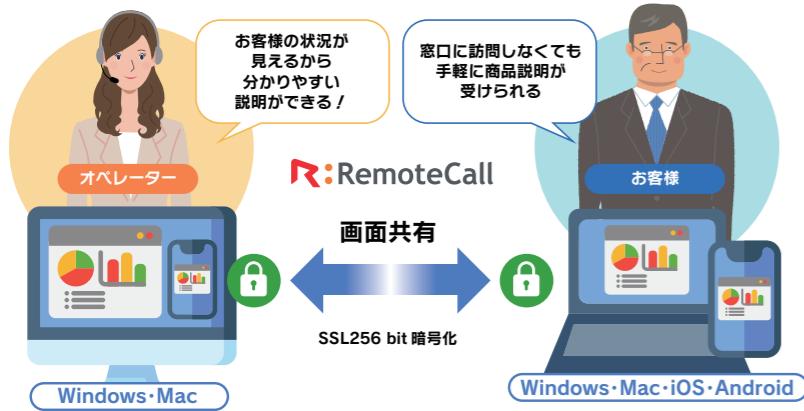 お客様の状況が
見えるから
分かりやすい
説明ができる！
窓口に訪問しなくても
手軽に商品説明が
受けられる
オペレーター
RemoteCall
お客様
画面共有
SSL256 bit 暗号化
Windows・Mac
Windows・Mac・iOS・Android